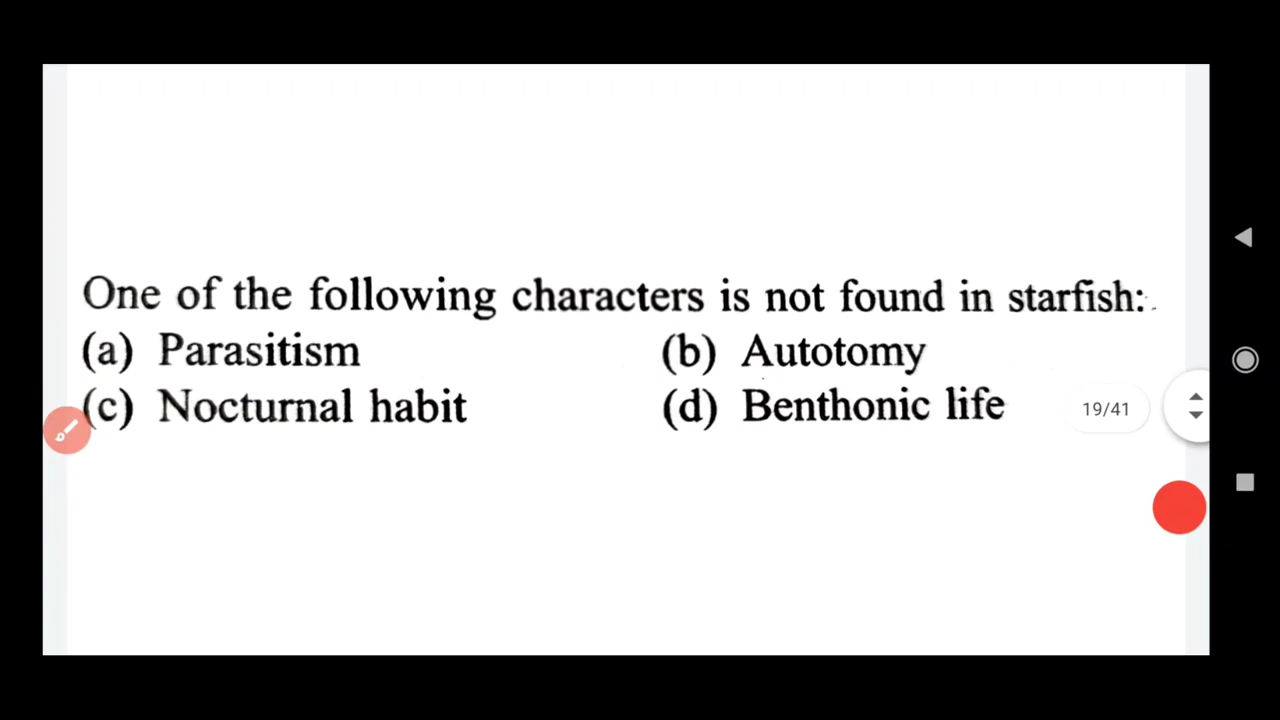 One of the following characters is not found in starfish:
(a) Parasitism (b) Autotomy
(c) Nocturnal habit (d) Benthonic life
19/41